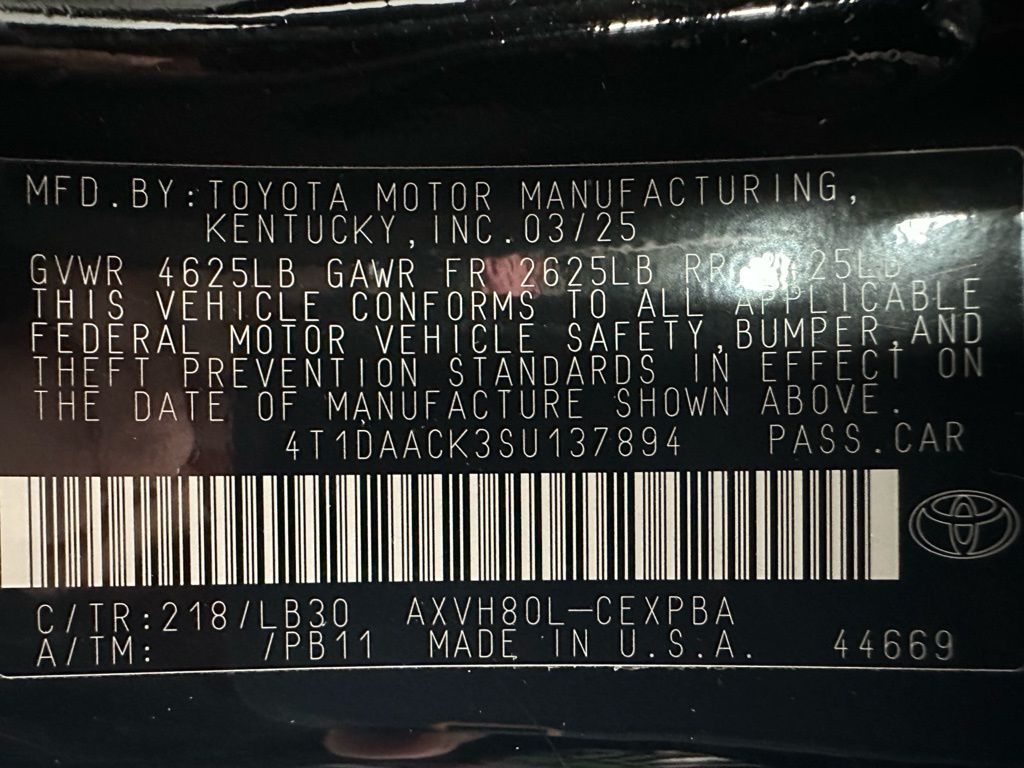 MFD.BY:TOYOTA MOTOR MANUFACTURING,
KENTUCKY,INC.03/25
GVWR 4625LB GAWR FR 2625LB RR
THIS VEHICLE CONFORMS TO ALL APPLICABLE
FEDERAL MOTOR VEHICLE SAFETY,BUMPER,AND
THEFT PREVENTION STANDARDS IN EFFECT ON
THE DATE OF MANUFACTURE SHOWN ABOVE.
4T1DAACK3SU137894 PASS.CAR
C/TR:218/LB30 AXVH80L-CEXPBA
A/TM: /PB11 MADE IN U.S.A. 44669